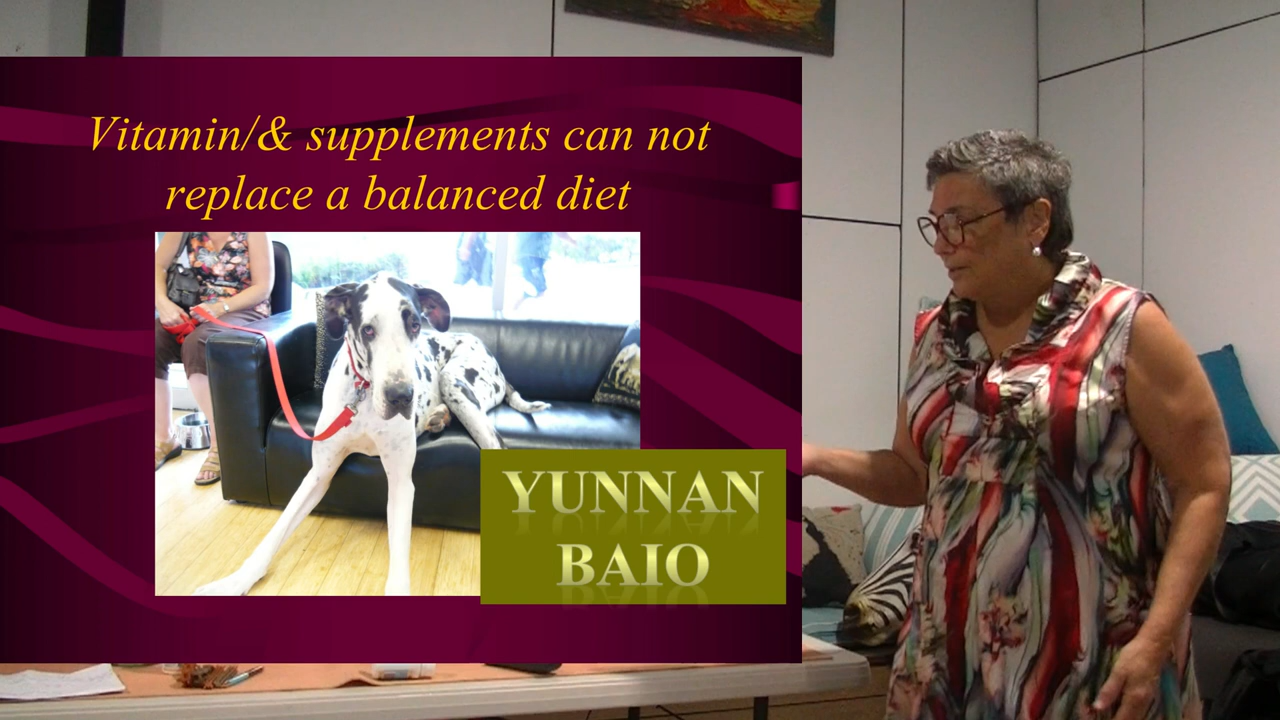 Vitamin/& supplements can not
replace a balanced diet
YUNNAN
BAIO